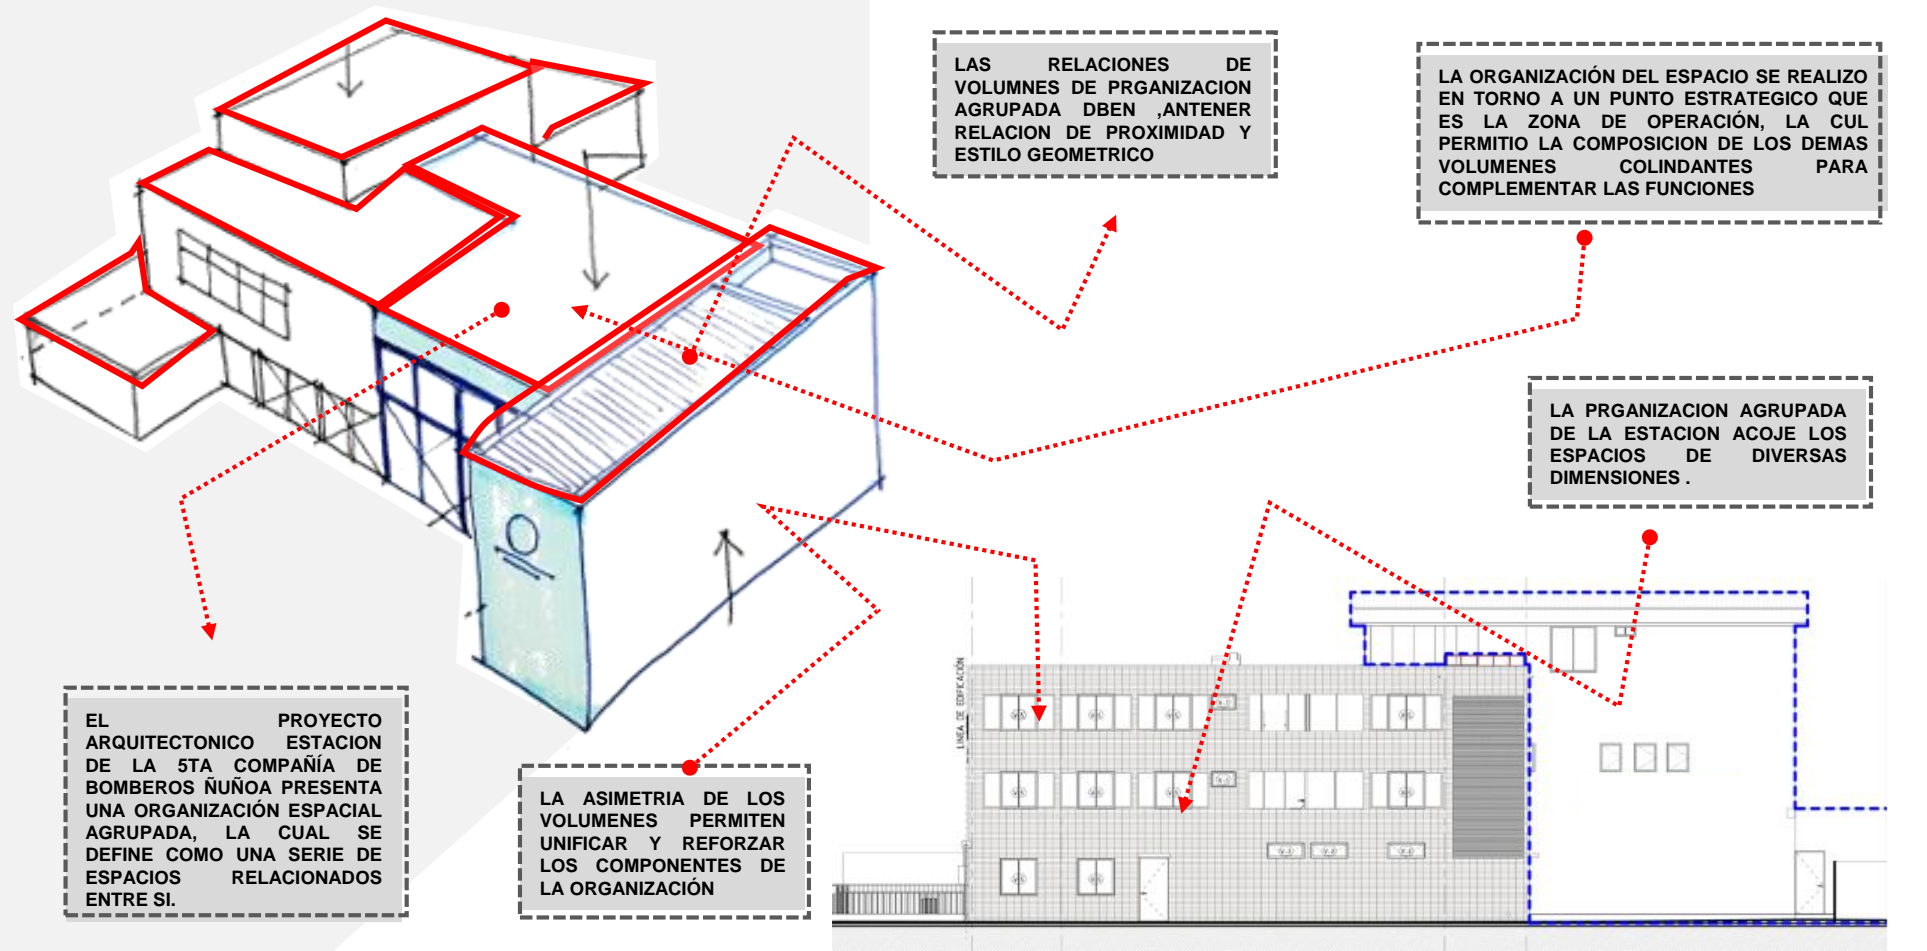 LAS RELACIONES DE
VOLUMNES DE PRGANIZACION
AGRUPADA DBEN ,ANTENER
RELACION DE PROXIMIDAD Y
ESTILO GEOMETRICO
LA ORGANIZACIÓN DEL ESPACIO SE REALIZO
EN TORNO A UN PUNTO ESTRATEGICO QUE
ES LA ZONA DE OPERACIÓN, LA CUL
PERMITIO LA COMPOSICION DE LOS DEMAS
VOLUMENES COLINDANTES PARA
COMPLEMENTAR LAS FUNCIONES
LA PRGANIZACION AGRUPADA
DE LA ESTACION ACOJE LOS
ESPACIOS DE DIVERSAS
DIMENSIONES .
EL PROYECTO
ARQUITECTONICO ESTACION
DE LA 5TA COMPAÑÍA DE
BOMBEROS ÑUÑOA PRESENTA
UNA ORGANIZACIÓN ESPACIAL
AGRUPADA, LA CUAL SE
DEFINE COMO UNA SERIE DE
ESPACIOS RELACIONADOS
ENTRE SI.
LA ASIMETRIA DE LOS
VOLUMENES PERMITEN
UNIFICAR Y REFORZAR
LOS COMPONENTES DE
LA ORGANIZACIÓN
LINEA DE EDIFICACIÓN